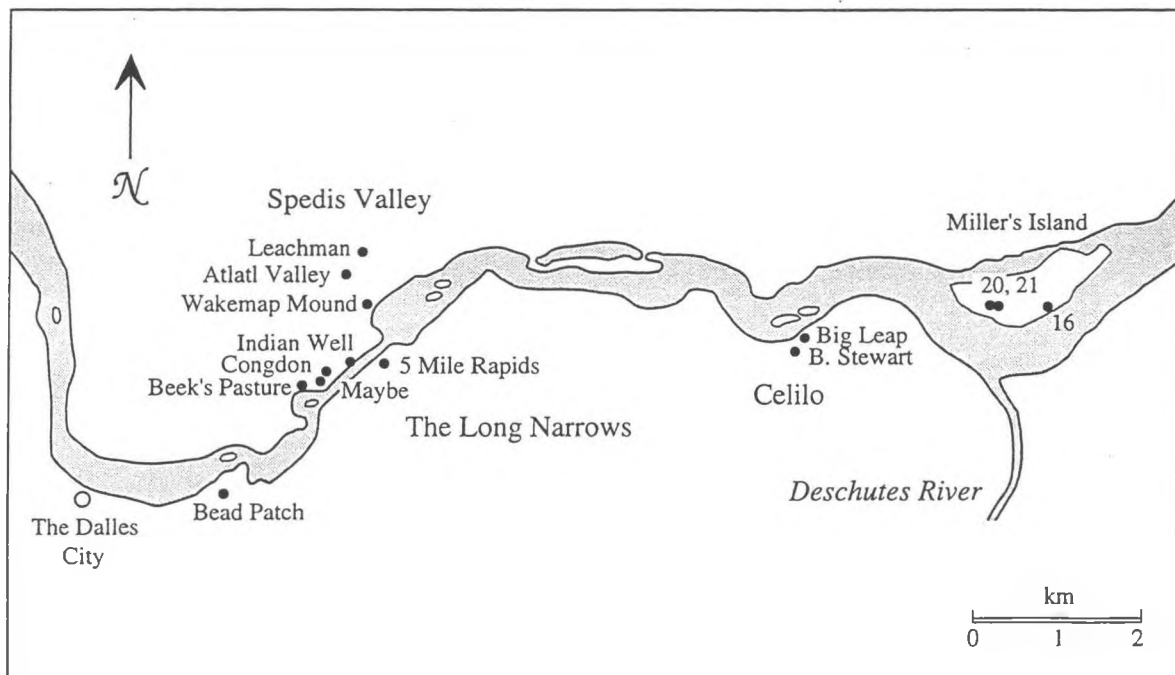 N
Spedis Valley
Leachman
Atlatl Valley
Wakemap Mound
Indian Well
Congdon
Beek's Pasture
Maybe
5 Mile Rapids
The Long Narrows
Bead Patch
The Dalles
City
Miller's Island
20, 21
16
Big Leap
B. Stewart
Celilo
Deschutes River
km
0 1 2